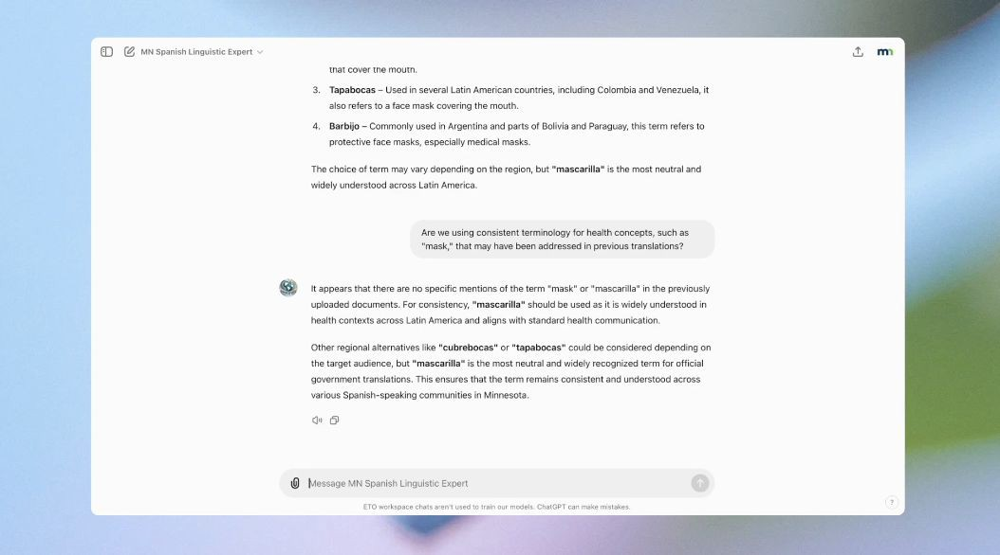 MN Spanish Linguistic Expert
mn
that cover the mouth.
3. Tapabocas – Used in several Latin American countries, including Colombia and Venezuela, it
also refers to a face mask covering the mouth.
4. Barbijo – Commonly used in Argentina and parts of Bolivia and Paraguay, this term refers to
protective face masks, especially medical masks.
The choice of term may vary depending on the region, but "mascarilla" is the most neutral and
widely understood across Latin America.
Are we using consistent terminology for health concepts, such as
"mask," that may have been addressed in previous translations?
It appears that there are no specific mentions of the term "mask" or "mascarilla" in the previously
uploaded documents. For consistency, "mascarilla" should be used as it is widely understood in
health contexts across Latin America and aligns with standard health communication.
Other regional alternatives like "cubrebocas" or "tapabocas" could be considered depending on
the target audience, but "mascarilla" is the most neutral and widely recognized term for official
government translations. This ensures that the term remains consistent and understood across
various Spanish-speaking communities in Minnesota.
Message MN Spanish Linguistic Expert
ETO workspace chats aren't used to train our models. ChatGPT can make mistakes.
?